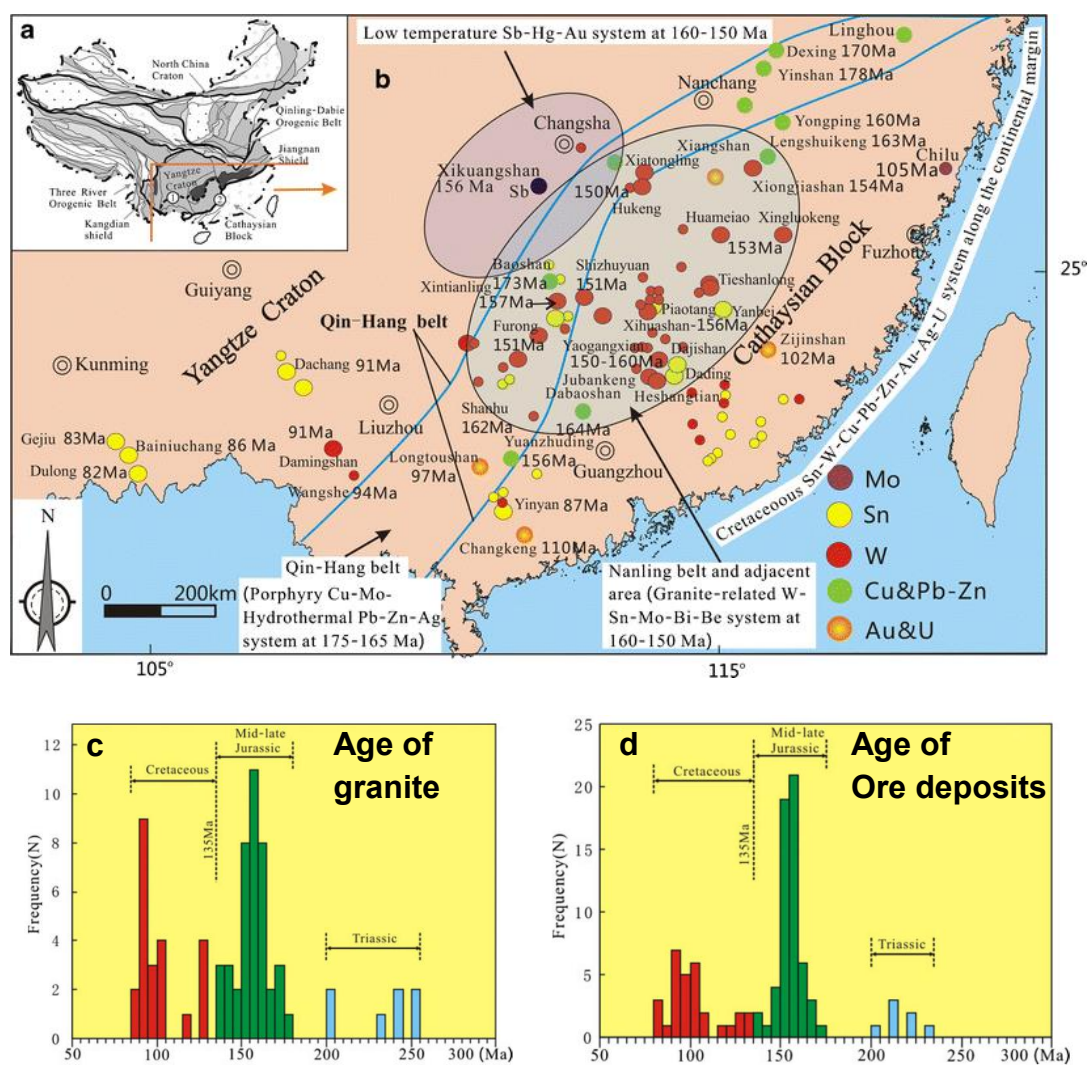 a
North China
Craton
Qinling-Dabie
Orogenic Belt
Jiangnan
Shield
Yangtze
Craton
Three River
Orogenic Belt
Kangdian
shield
Cathaysian
Block
1
2
Low temperature Sb-Hg-Au system at 160-150 Ma
b
Linghou
Dexing 170Ma
Yinshan 178Ma
Nanchang
Yongping 160Ma
Lengshuikeng
163Ma
Changsha
Xiangshan
Xiatongling
Chilu
105Ma
Xikuangshan
156 Ma
Sb
150Ma
Hukeng
Xiongjiashan 154Ma
Huameiao
Xingluokeng
153Ma
Fuzhou
25°
Guiyang
Baoshan
173Ma
Shizhuyuan
151Ma
Tieshanlong
Xintianling
157Ma
Piaotang
Yanbei
Xihuashan-156Ma
Yangtze Craton
Qin-Hang belt
Cathaysian Block
Furong
151Ma
Yaogangxian
150-160Ma
Dajishan
Zijinshan
102Ma
Kunming
Dachang 91Ma
Jubankeng
Dading
Heshangtian
Dabaoshan
164Ma
Shanhu
162Ma
Liuzhou
Gejiu 83Ma
Bainiuchang 86 Ma
91Ma
Damingshan
Longtoushan
97Ma
Yuanzhuding
156Ma
Guangzhou
Dulong 82Ma
Wangshe 94Ma
Yinyan 87Ma
Changkeng 110Ma
Cretaceous Sn-W-Cu-Pb-Zn-Au-Ag-U system along the continental margin
N
0 200km
Qin-Hang belt
(Porphyry Cu-Mo-
Hydrothermal Pb-Zn-Ag
system at 175-165 Ma)
Nanling belt and adjacent
area (Granite-related W-
Sn-Mo-Bi-Be system at
160-150 Ma)
Mo
Sn
W
Cu&Pb-Zn
Au&U
105°
115°
c
Age of
granite
Mid-late
Jurassic
Cretaceous
135Ma
Triassic
Frequency(N)
12
10
8
6
4
2
0
50 100 150 200 250 300 (Ma)
d
Age of
Ore deposits
Mid-late
Jurassic
Cretaceous
135Ma
Triassic
Frequency(N)
25
20
15
10
5
0
50 100 150 200 250 300 (Ma)